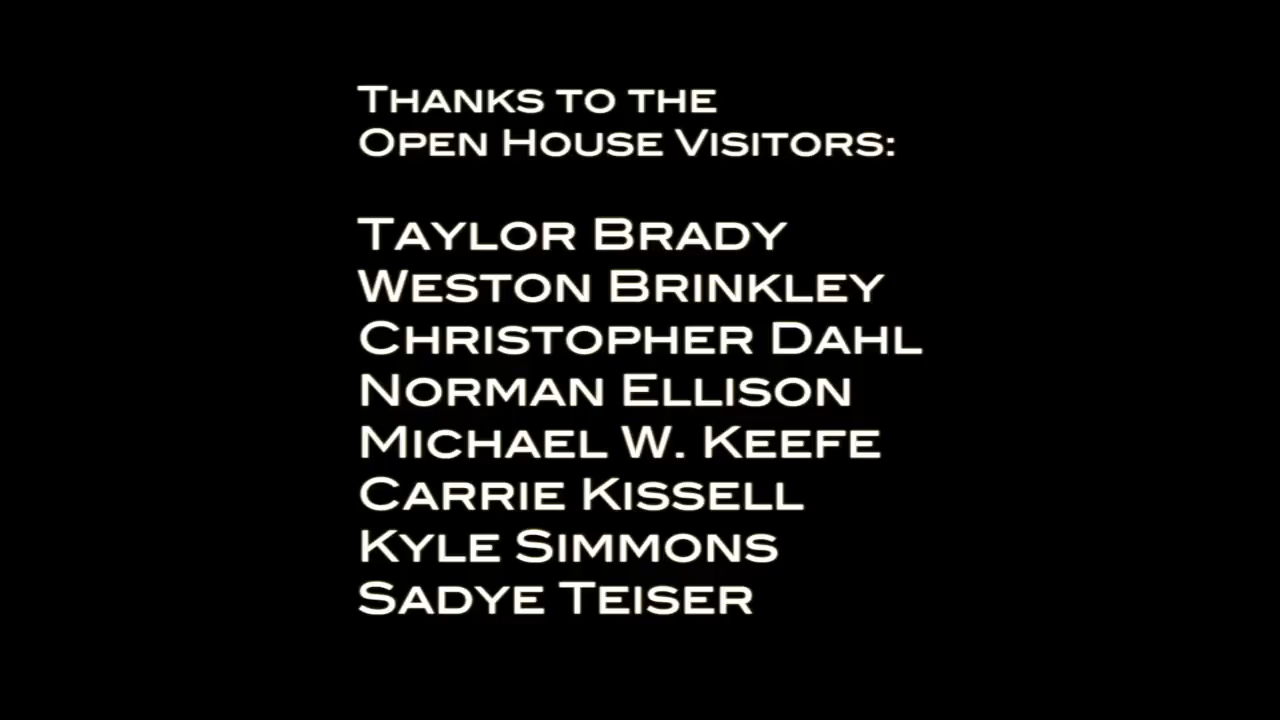 Thanks to the
Open House Visitors:
Taylor Brady
Weston Brinkley
Christopher Dahl
Norman Ellison
Michael W. Keefe
Carrie Kissell
Kyle Simmons
Sadye Teiser